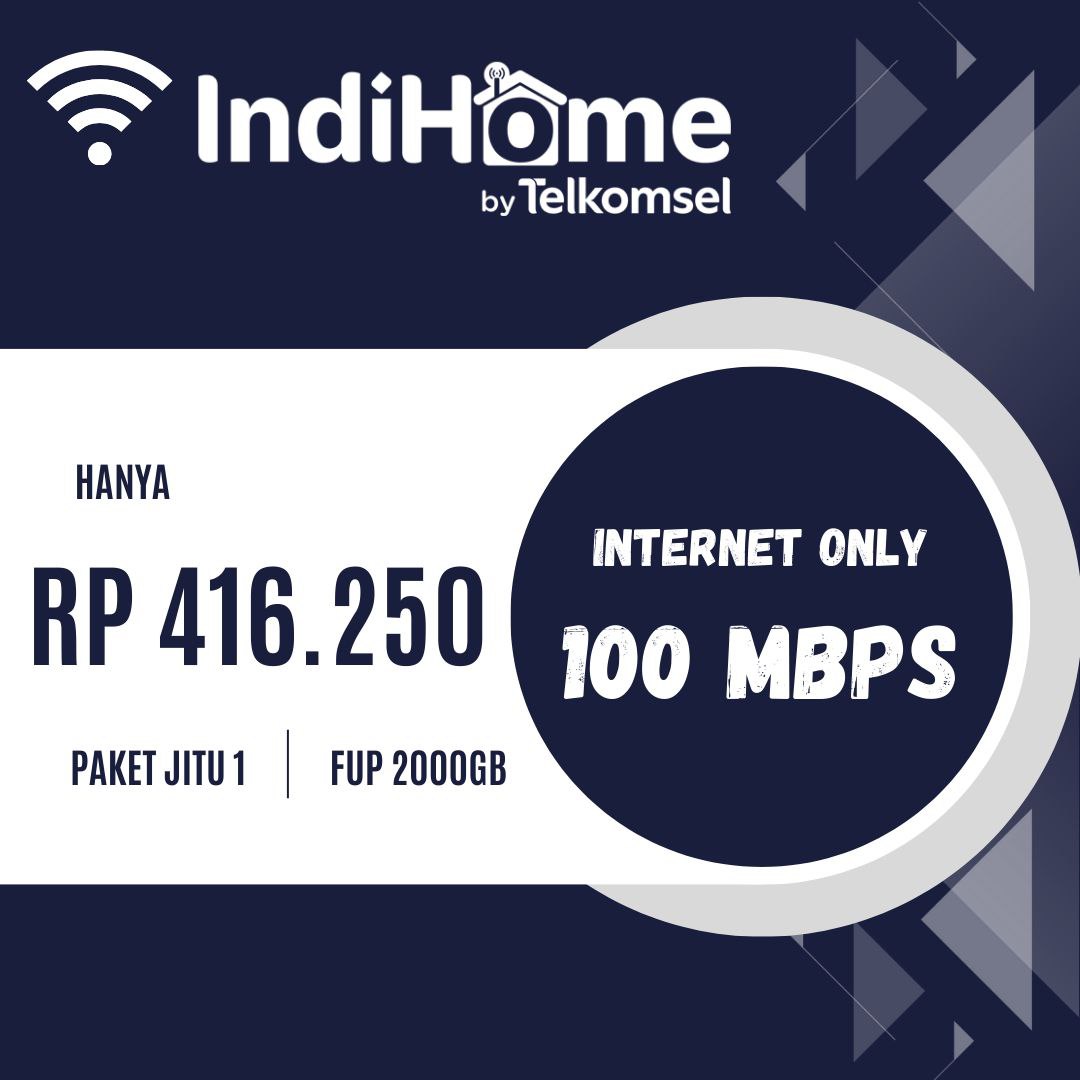 IndiHome
by Telkomsel
HANYA
RP 416.250
PAKET JITU 1
FUP 2000GB
INTERNET ONLY
100 MBPS